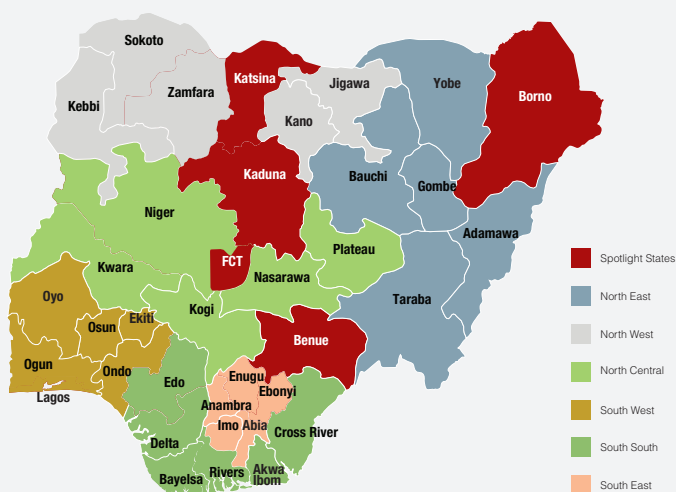 Sokoto
Katsina
Jigawa
Yobe
Borno
Kebbi
Zamfara
Kano
Kaduna
Bauchi
Gombe
Niger
Adamawa
Plateau
FCT
Nasarawa
Kwara
Taraba
Oyo
Kogi
Osun
Ekiti
Benue
Ogun
Ondo
Edo
Enugu
Ebonyi
Lagos
Anambra
Imo
Abia
Cross River
Delta
Bayelsa
Rivers
Akwa
Ibom
Spotlight States
North East
North West
North Central
South West
South South
South East